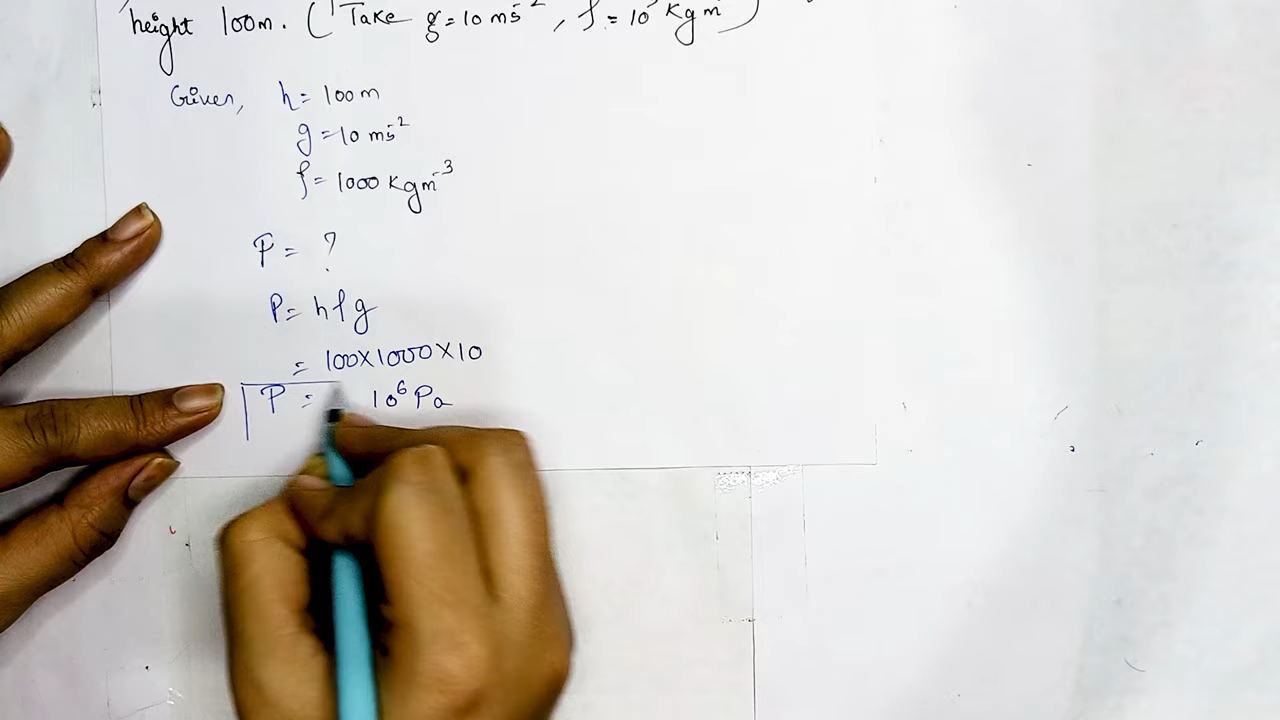 height 100m. (Take g=10 ms⁻², ρ=10³ Kgm⁻³)
Given, h= 100m
g=10 ms⁻²
ρ= 1000 Kgm⁻³
P= ?
P= hρg
= 100×1000×10
P= 10⁶ Pa